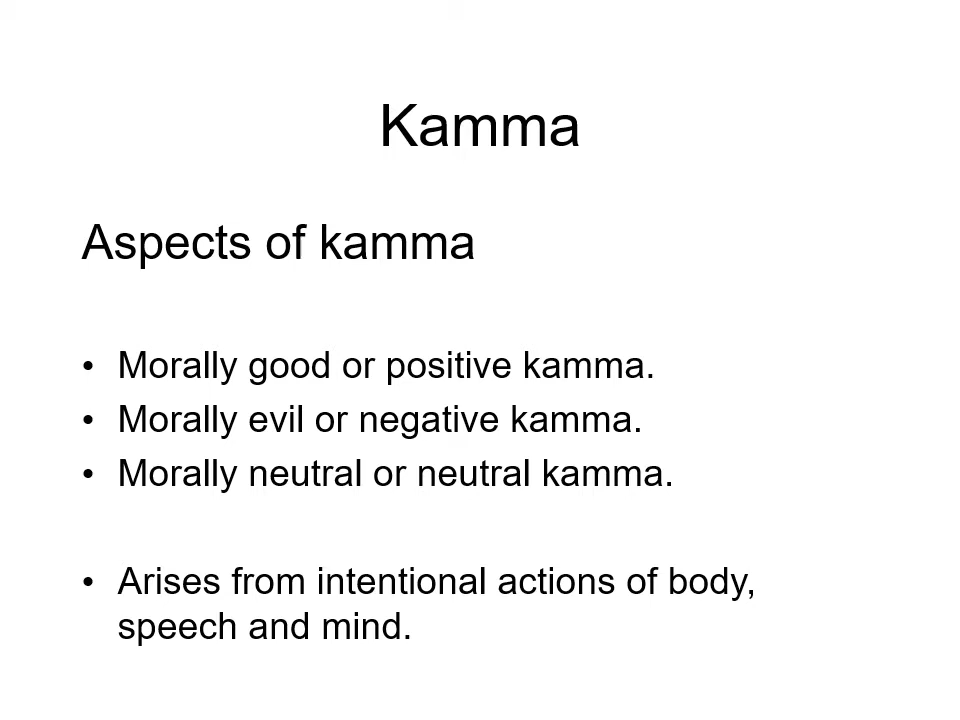 Kamma
Aspects of kamma
• Morally good or positive kamma.
• Morally evil or negative kamma.
• Morally neutral or neutral kamma.
• Arises from intentional actions of body,
speech and mind.